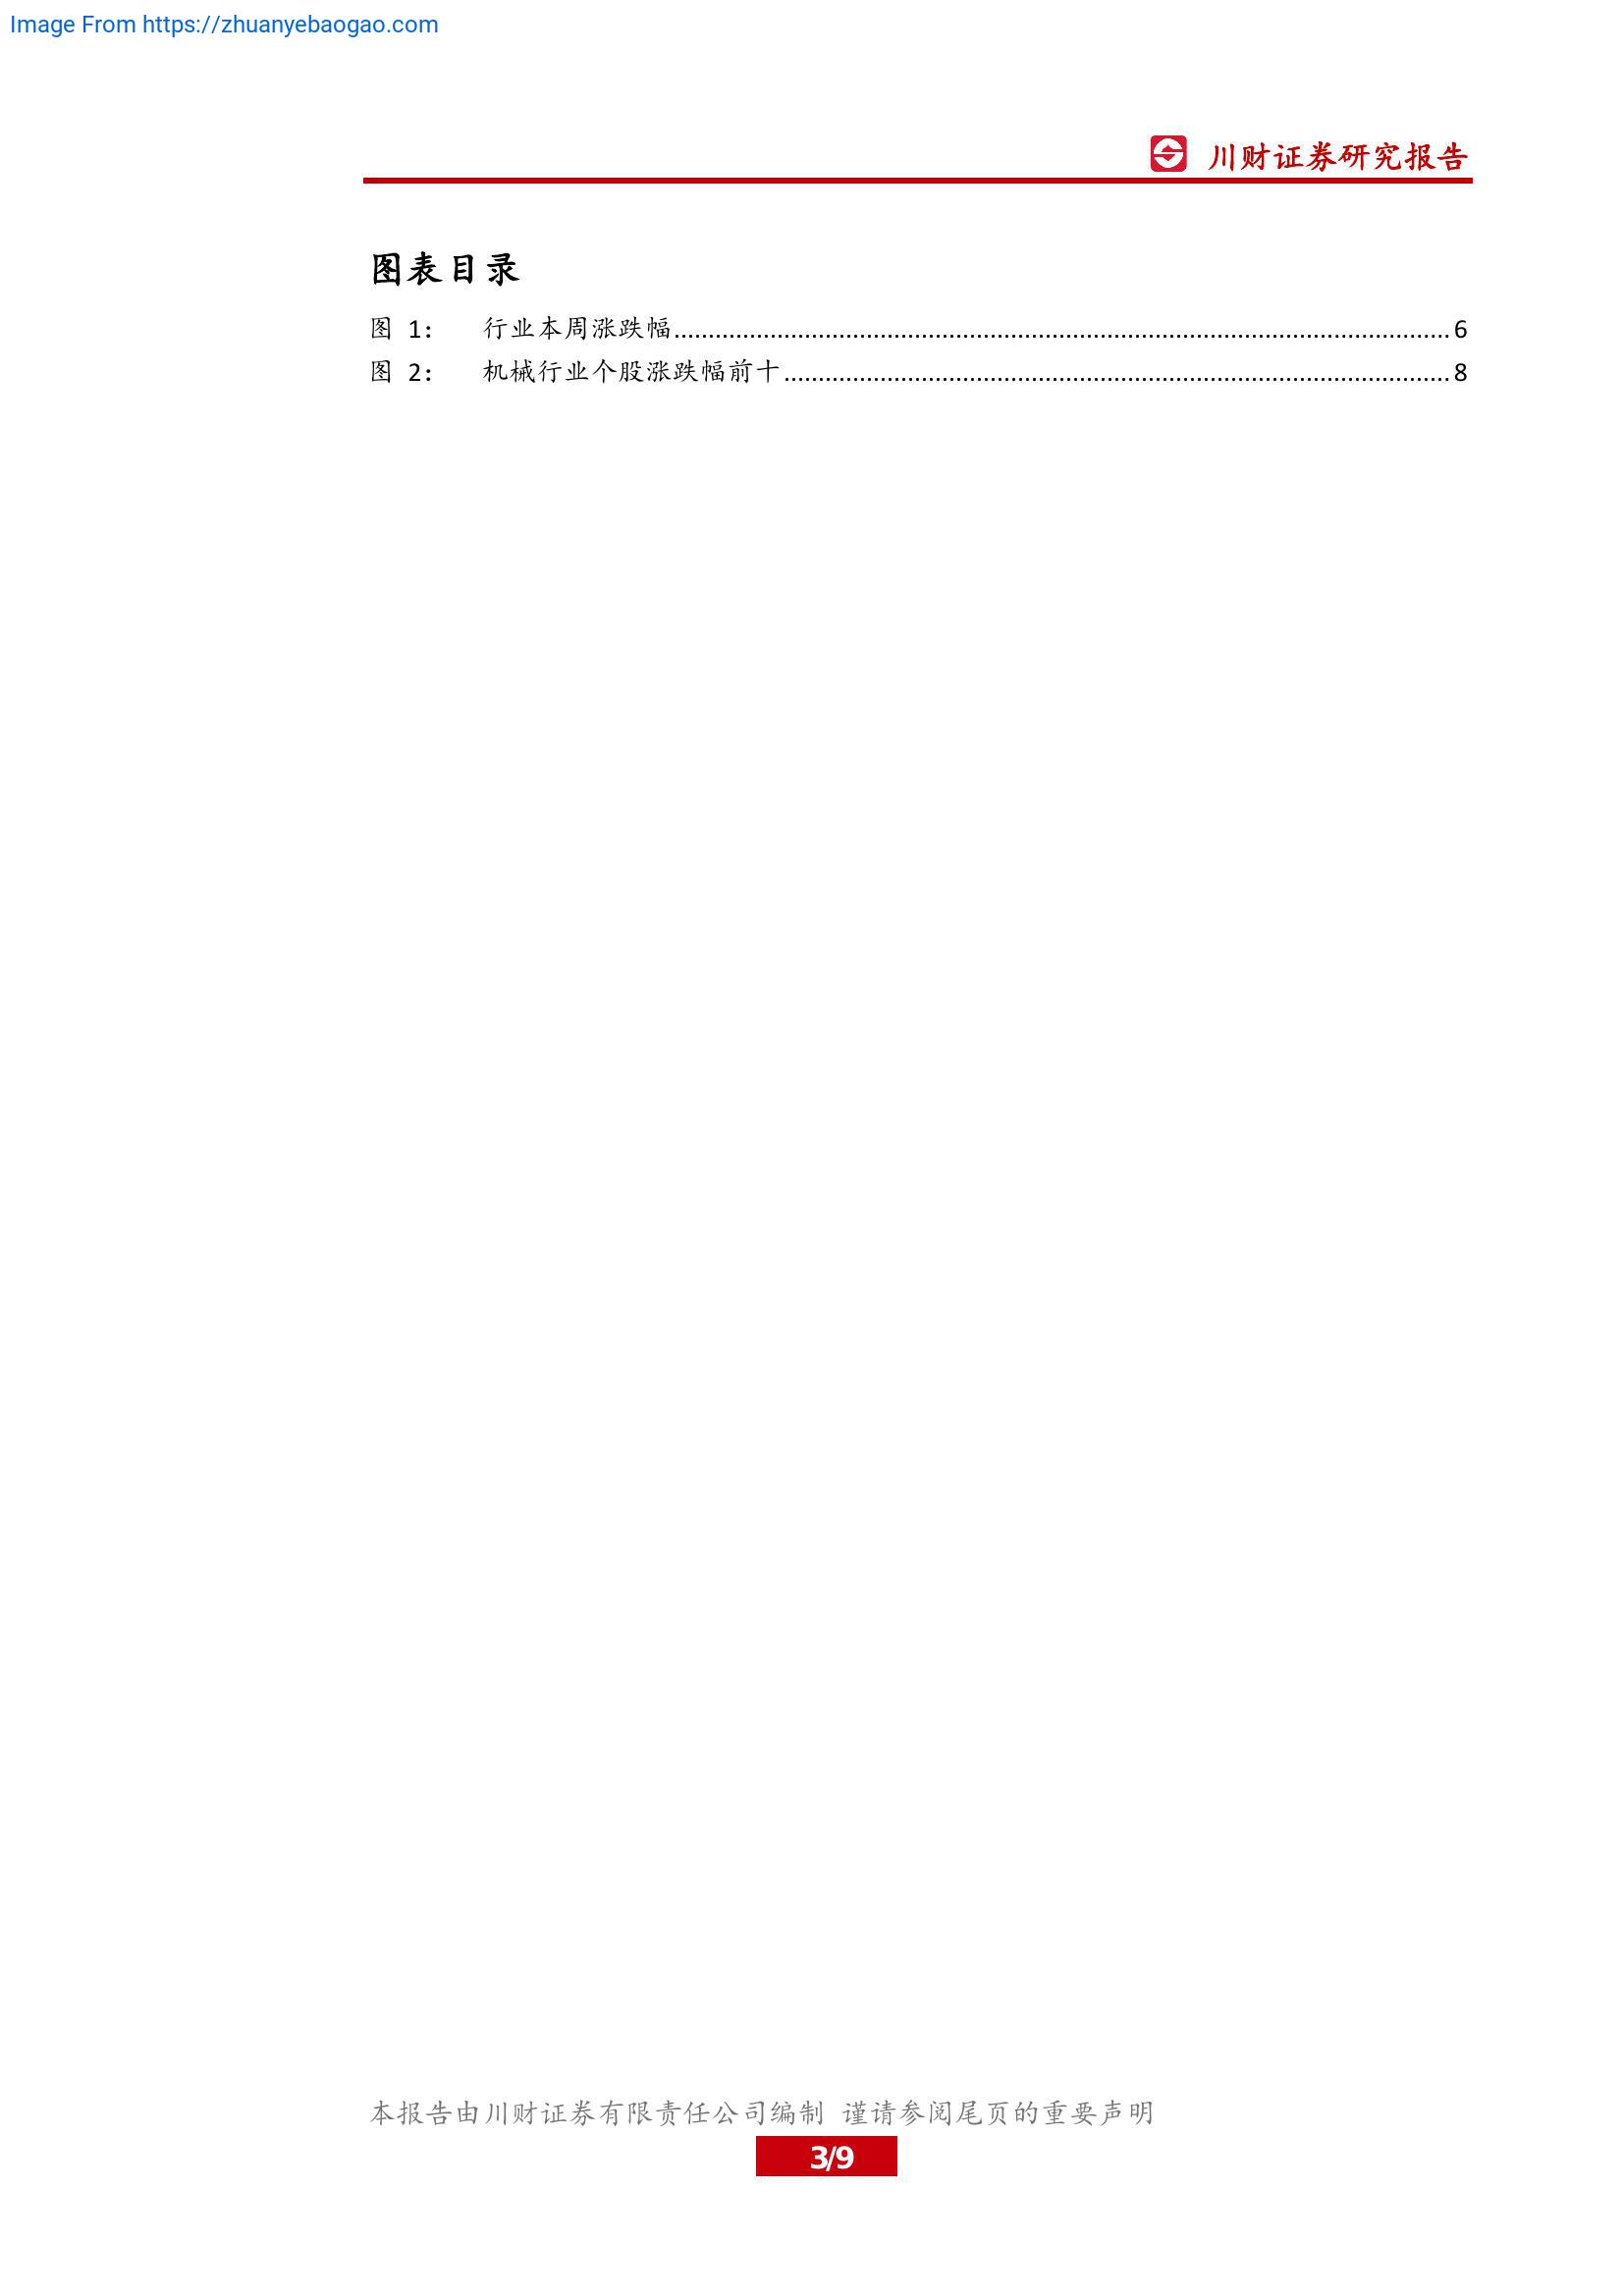 Image From https://zhuanyebaogao.com
川财证券研究报告
图表目录
图 1: 行业本周涨跌幅........................................................................................................6
图 2: 机械行业个股涨跌幅前十........................................................................................8
本报告由川财证券有限责任公司编制 谨请参阅尾页的重要声明
3/9